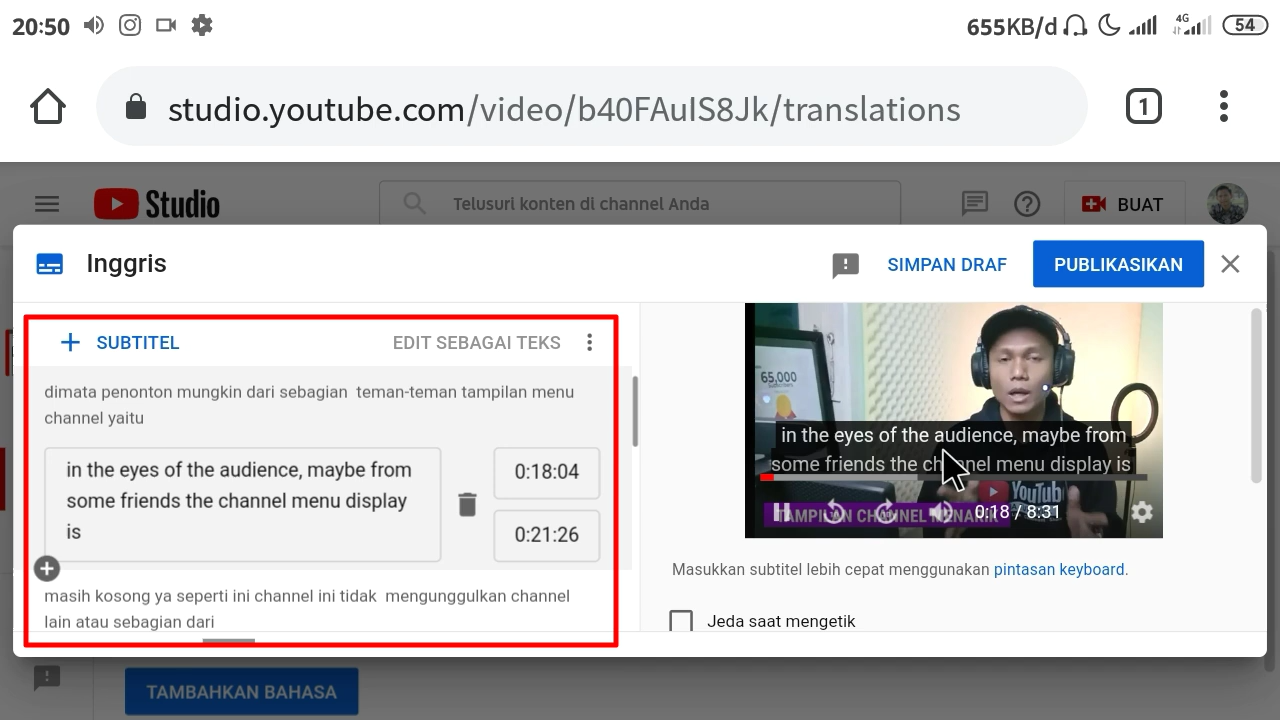 20:50
655KB/d
4G
54
studio.youtube.com/video/b40FAuIS8Jk/translations
1
Studio
Telusuri konten di channel Anda
BUAT
Inggris
SIMPAN DRAF
PUBLIKASIKAN
SUBTITEL
EDIT SEBAGAI TEKS
dimata penonton mungkin dari sebagian teman-teman tampilan menu
channel yaitu
in the eyes of the audience, maybe from
some friends the channel menu display
is
0:18:04
0:21:26
masih kosong ya seperti ini channel ini tidak mengunggulkan channel
lain atau sebagian dari
65,000
in the eyes of the audience, maybe from
some friends the channel menu display is
YouTube
TAMPILAN CHANNEL MENARIK
0:18 / 8:31
Masukkan subtitel lebih cepat menggunakan pintasan keyboard.
Jeda saat mengetik
TAMBAHKAN BAHASA